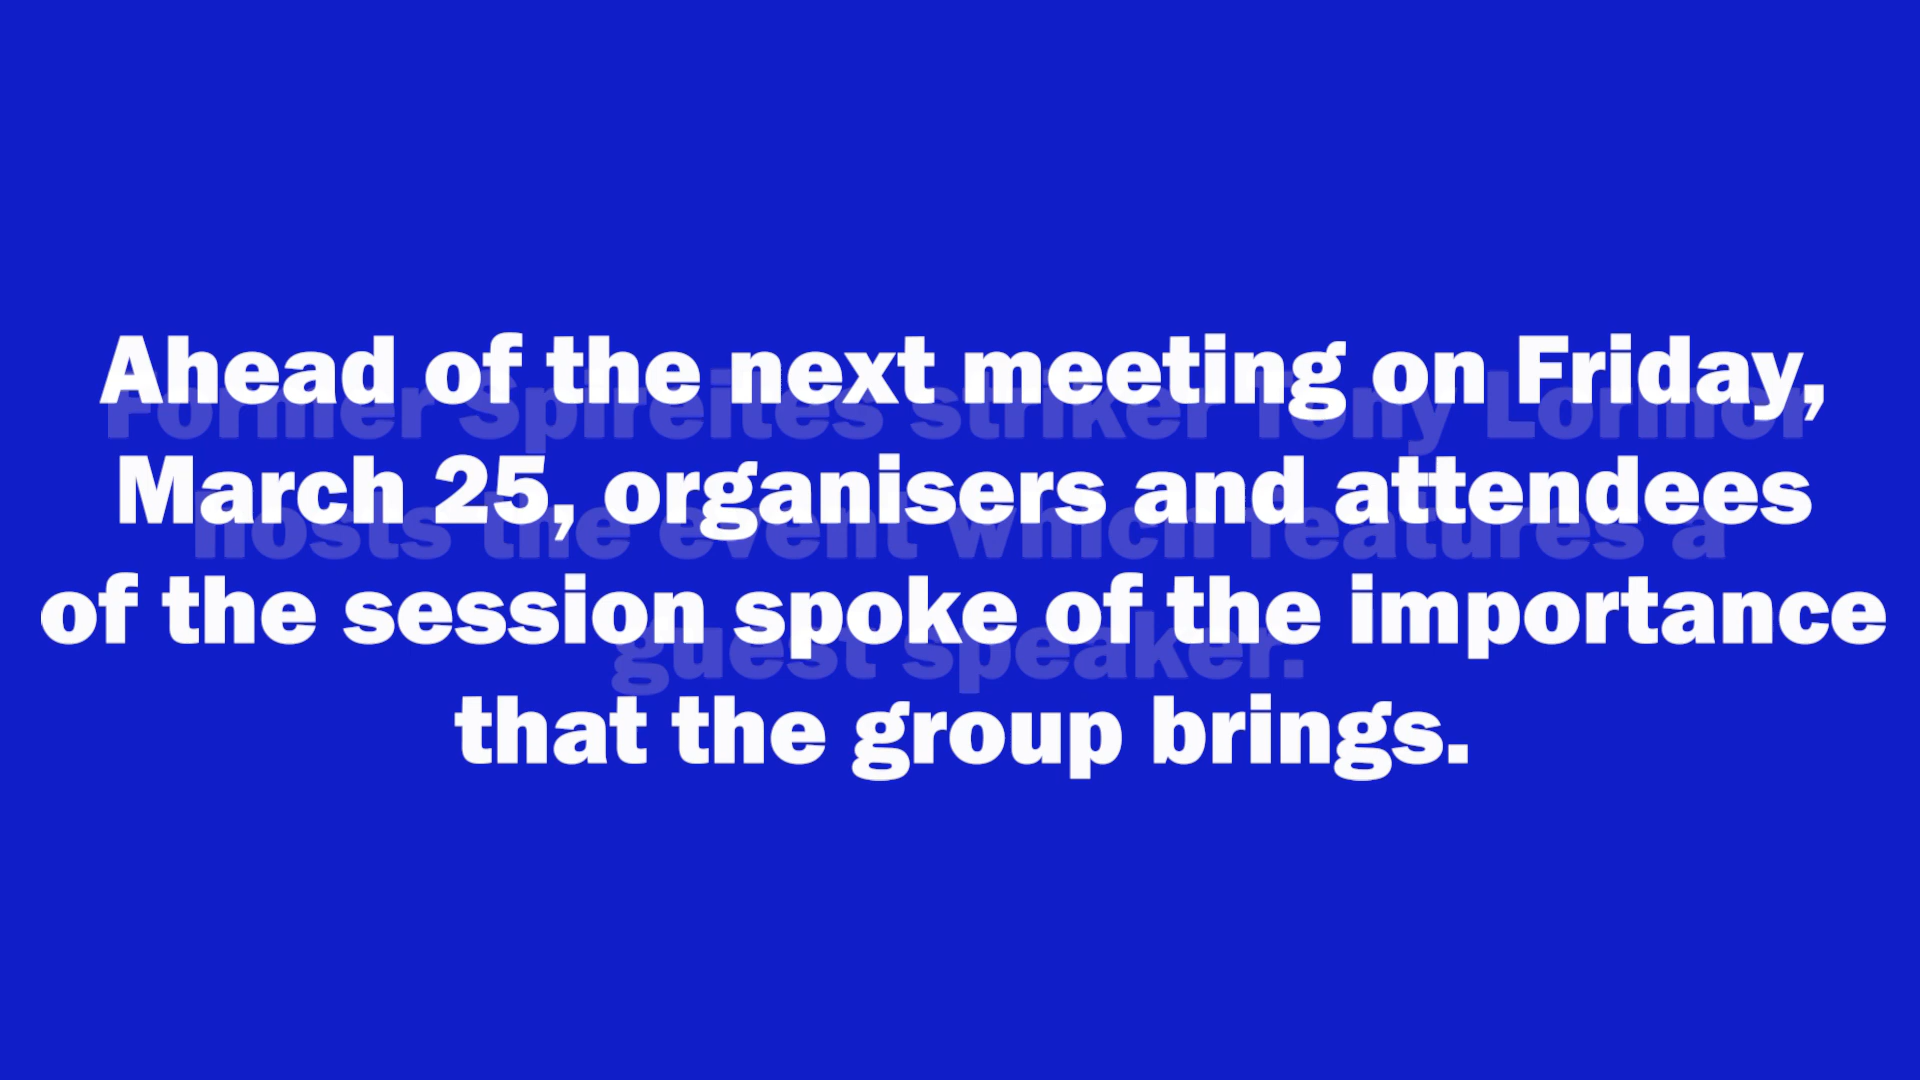 Ahead of the next meeting on Friday,
Former Spireites striker Tony Lormor
March 25, organisers and attendees
hosts the event which features a
of the session spoke of the importance
guest speaker.
that the group brings.